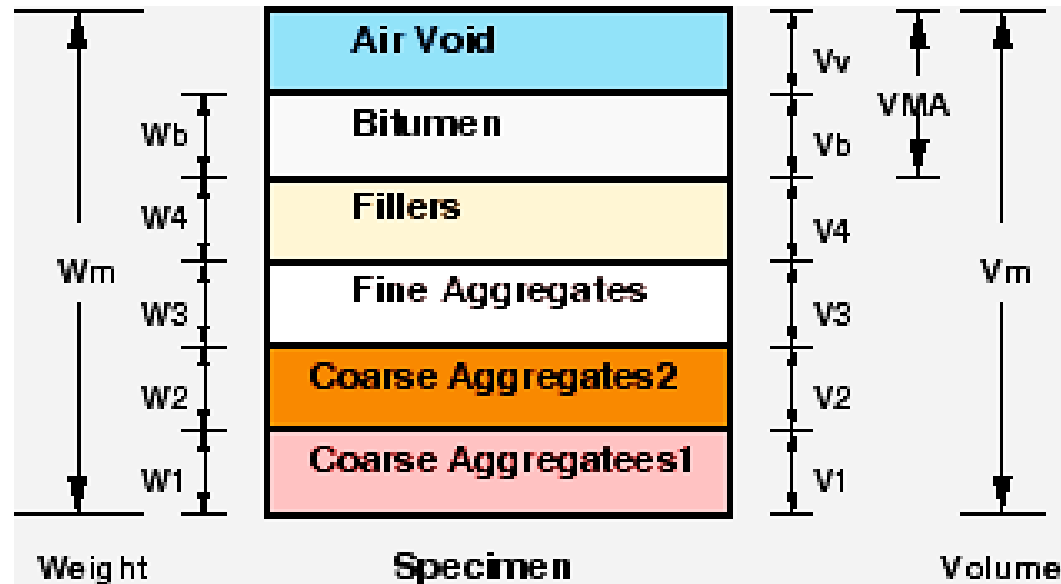 Air Void
Vv
VMA
Wb
Bitumen
Vb
W4
Fillers
V4
Wm
Fine Aggregates
Vm
W3
V3
Coarse Aggregates2
W2
V2
Coarse Aggregatees1
W1
V1
Weight
Specimen
Volume